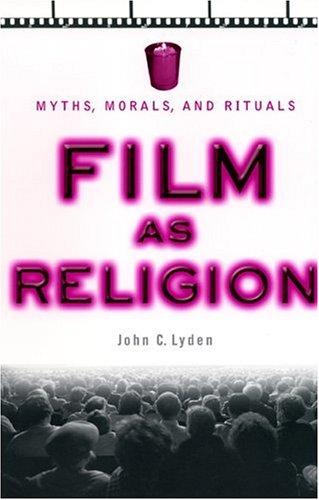 MYTHS, MORALS, AND RITUALS
FILM
AS
RELIGION
John C. Lyden